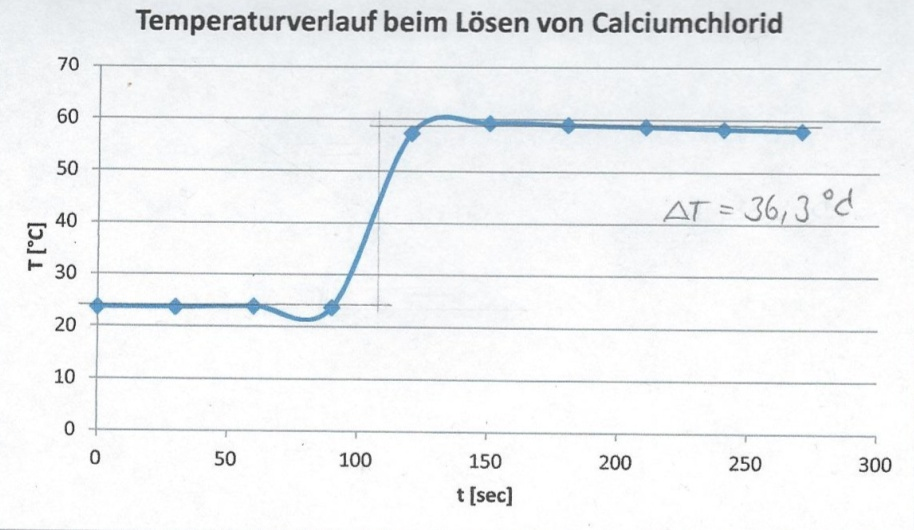 Temperaturverlauf beim Lösen von Calciumchlorid
70
60
50
40
30
20
10
0
T [°C]
ΔT = 36,3 °d
0 50 100 150 200 250 300
t [sec]